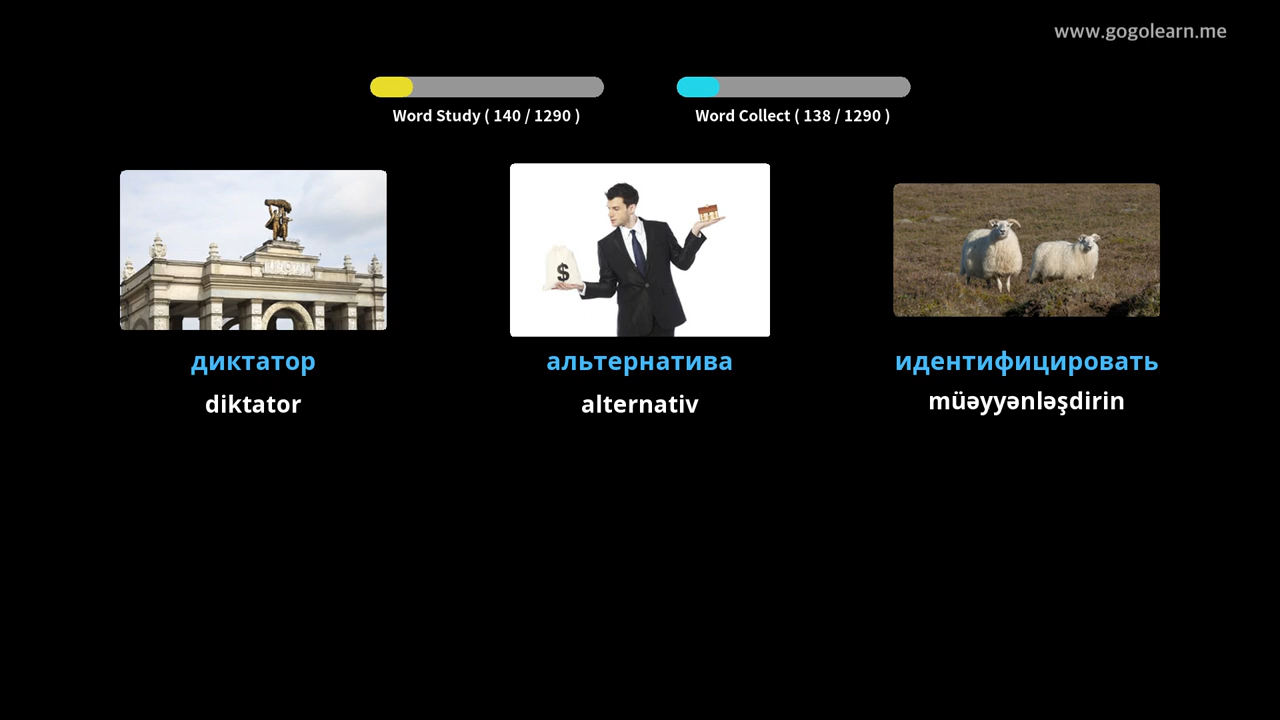 www.gogolearn.me
Word Study ( 140 / 1290 )
Word Collect ( 138 / 1290 )
диктатор
альтернатива
идентифицировать
diktator
alternativ
müəyyənləşdirin
$